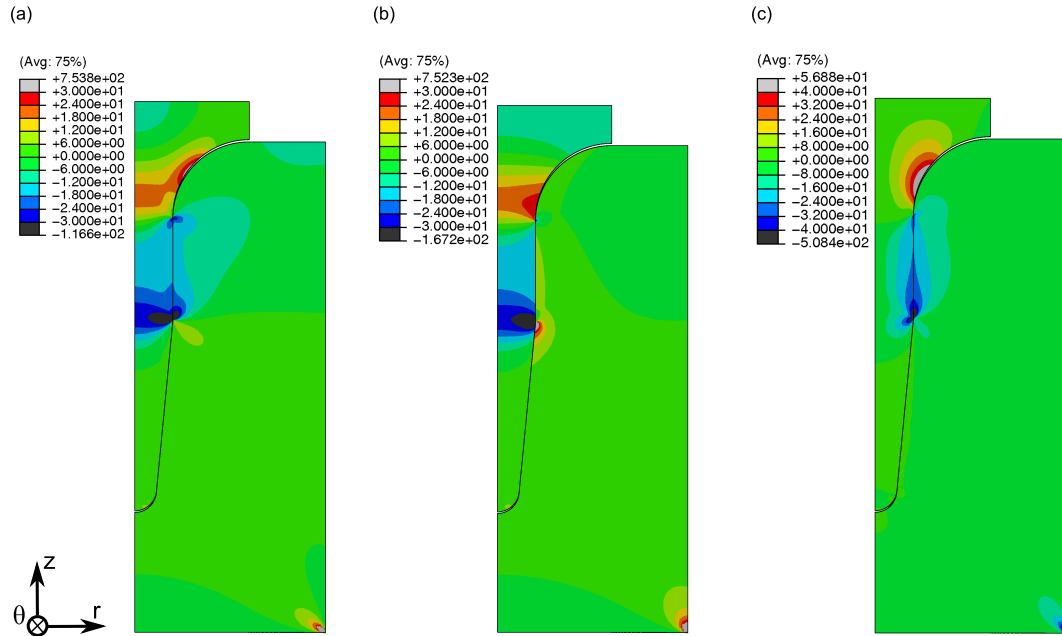 (a)
(Avg: 75%)
+7.538e+02
+3.000e+01
+2.400e+01
+1.800e+01
+1.200e+01
+6.000e+00
+0.000e+00
−6.000e+00
−1.200e+01
−1.800e+01
−2.400e+01
−3.000e+01
−1.166e+02
(b)
(Avg: 75%)
+7.523e+02
+3.000e+01
+2.400e+01
+1.800e+01
+1.200e+01
+6.000e+00
+0.000e+00
−6.000e+00
−1.200e+01
−1.800e+01
−2.400e+01
−3.000e+01
−1.672e+02
(c)
(Avg: 75%)
+5.688e+01
+4.000e+01
+3.200e+01
+2.400e+01
+1.600e+01
+8.000e+00
+0.000e+00
−8.000e+00
−1.600e+01
−2.400e+01
−3.200e+01
−4.000e+01
−5.084e+02
z
θ
r